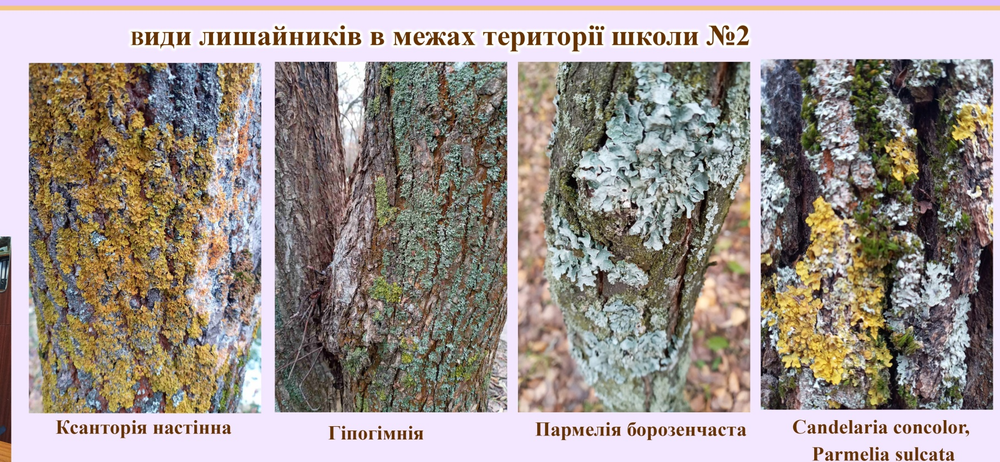 види лишайників в межах території школи №2
Ксанторія настінна
Гіпогімнія
Пармелія борозенчаста
Candelaria concolor,
Parmelia sulcata